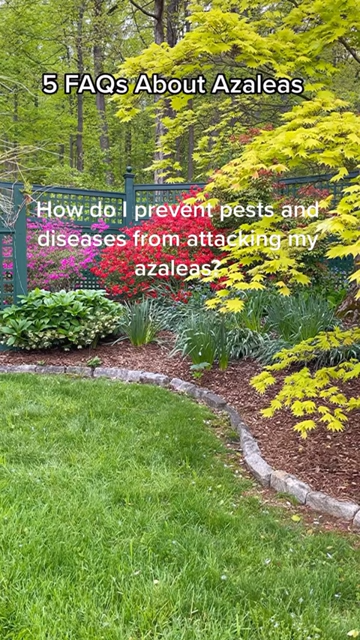 5 FAQs About Azaleas
How do I prevent pests and
diseases from attacking my
azaleas?